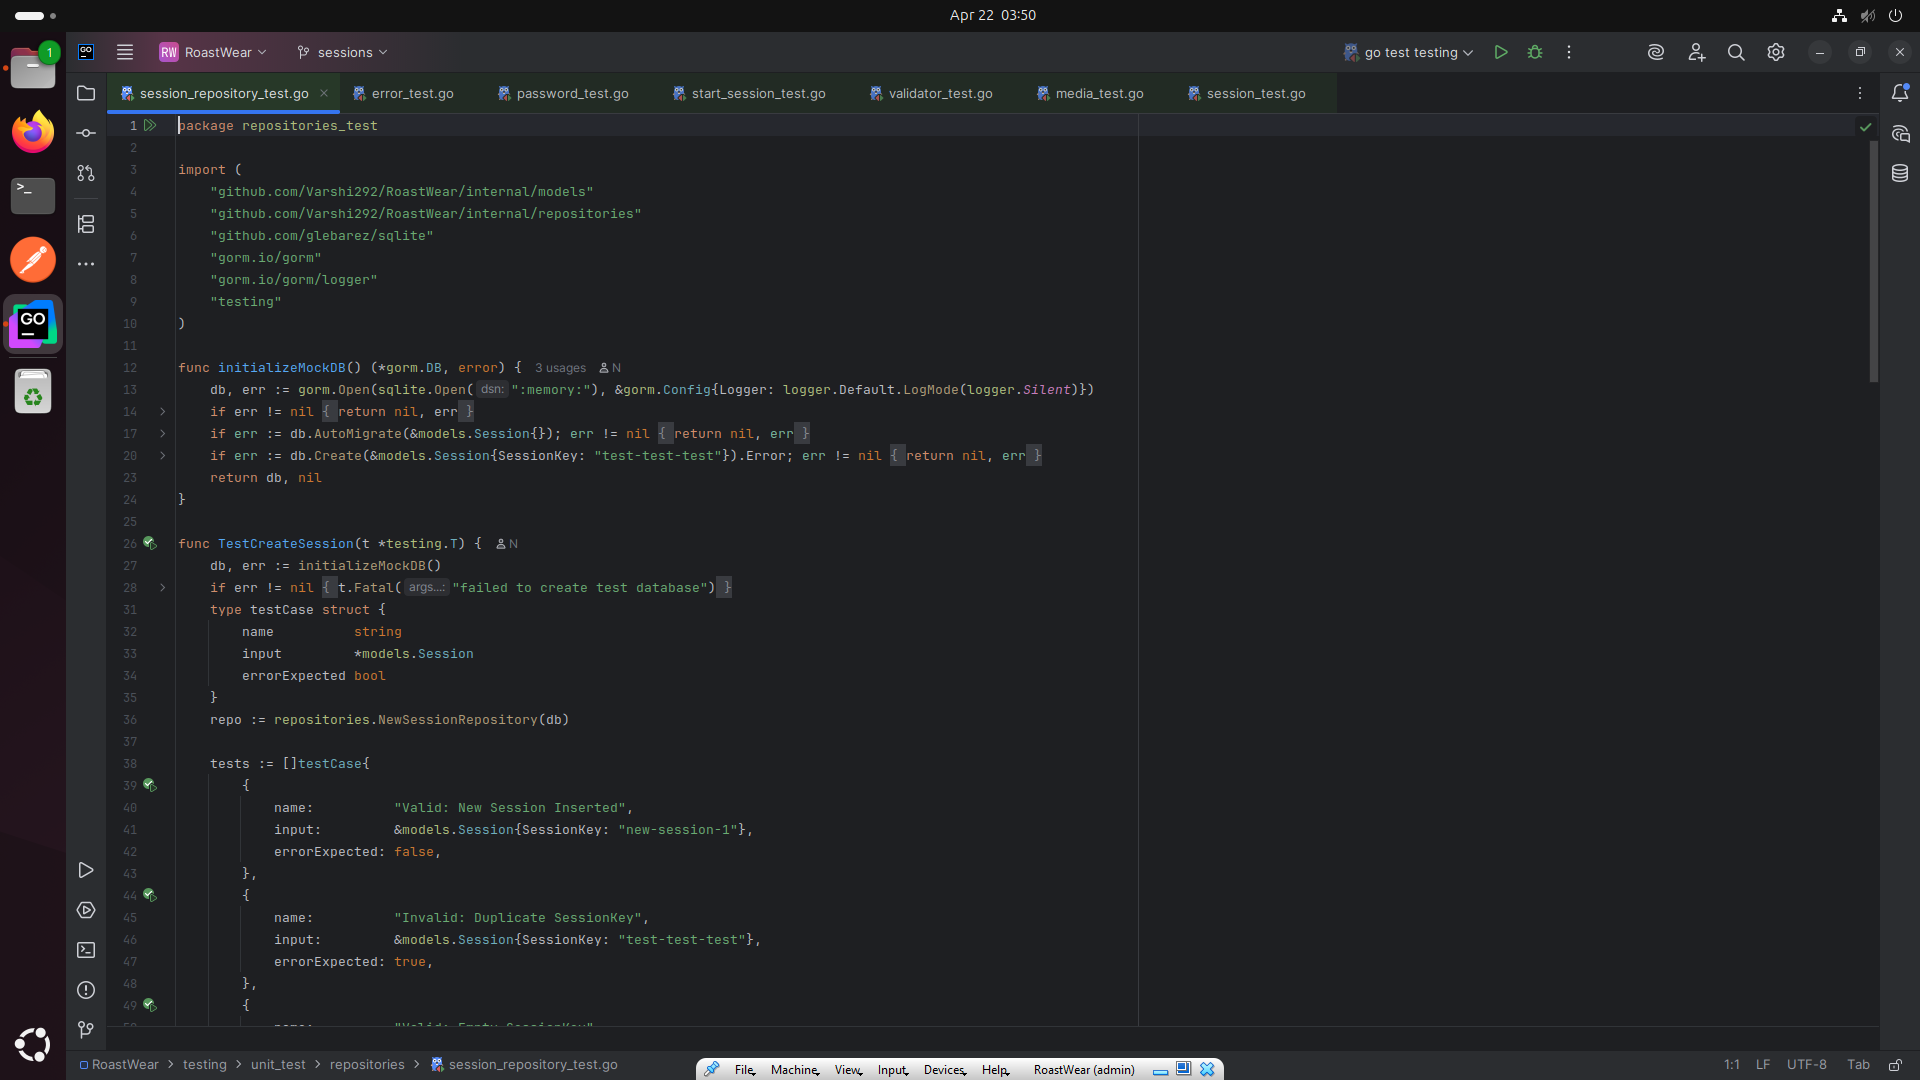 Apr 22 03:50
1
GO
RW RoastWear
sessions
go test testing
session_repository_test.go
error_test.go
password_test.go
start_session_test.go
validator_test.go
media_test.go
session_test.go
1 package repositories_test
2
3 import (
4 "github.com/Varshi292/RoastWear/internal/models"
5 "github.com/Varshi292/RoastWear/internal/repositories"
6 "github.com/glebarez/sqlite"
7 "gorm.io/gorm"
8 "gorm.io/gorm/logger"
9 "testing"
10 )
11
12 func initializeMockDB() (*gorm.DB, error) { 3 usages N
13 db, err := gorm.Open(sqlite.Open( dsn: ":memory:"), &gorm.Config{Logger: logger.Default.LogMode(logger.Silent)})
14 if err != nil { return nil, err }
17 if err := db.AutoMigrate(&models.Session{}); err != nil { return nil, err }
20 if err := db.Create(&models.Session{SessionKey: "test-test-test"}).Error; err != nil { return nil, err }
23 return db, nil
24 }
25
26 func TestCreateSession(t *testing.T) { N
27 db, err := initializeMockDB()
28 if err != nil { t.Fatal( args...: "failed to create test database") }
31 type testCase struct {
32 name string
33 input *models.Session
34 errorExpected bool
35 }
36 repo := repositories.NewSessionRepository(db)
37
38 tests := []testCase{
39 {
40 name: "Valid: New Session Inserted",
41 input: &models.Session{SessionKey: "new-session-1"},
42 errorExpected: false,
43 },
44 {
45 name: "Invalid: Duplicate SessionKey",
46 input: &models.Session{SessionKey: "test-test-test"},
47 errorExpected: true,
48 },
49 {
50 name: "Valid: Empty SessionKey"
RoastWear > testing > unit_test > repositories > session_repository_test.go
File Machine View Input Devices Help RoastWear (admin)
1:1 LF UTF-8 Tab